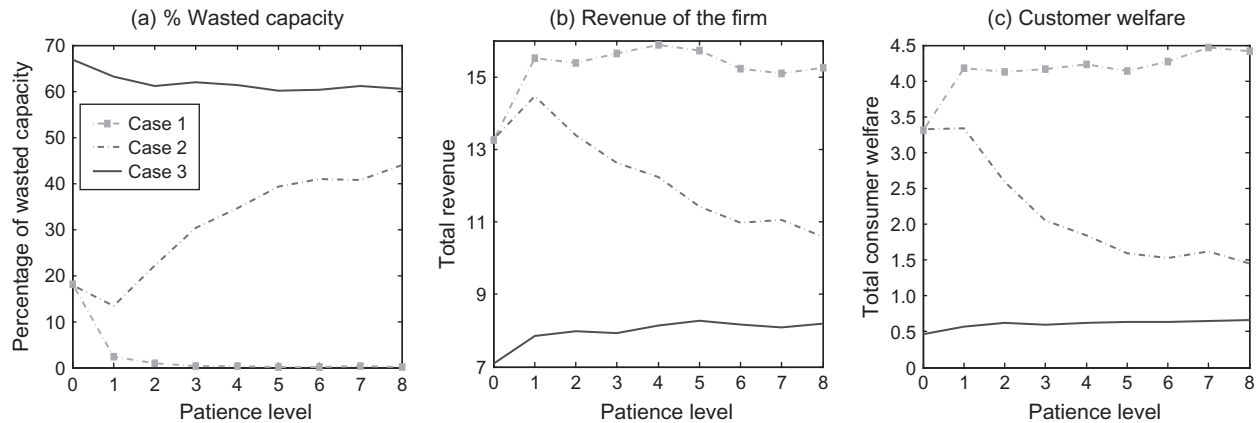 (a) % Wasted capacity
Percentage of wasted capacity
70
60
50
40
30
20
10
0
Case 1
Case 2
Case 3
0 1 2 3 4 5 6 7 8
Patience level
(b) Revenue of the firm
Total revenue
15
13
11
9
7
0 1 2 3 4 5 6 7 8
Patience level
(c) Customer welfare
Total consumer welfare
4.5
4.0
3.5
3.0
2.5
2.0
1.5
1.0
0.5
0
0 1 2 3 4 5 6 7 8
Patience level